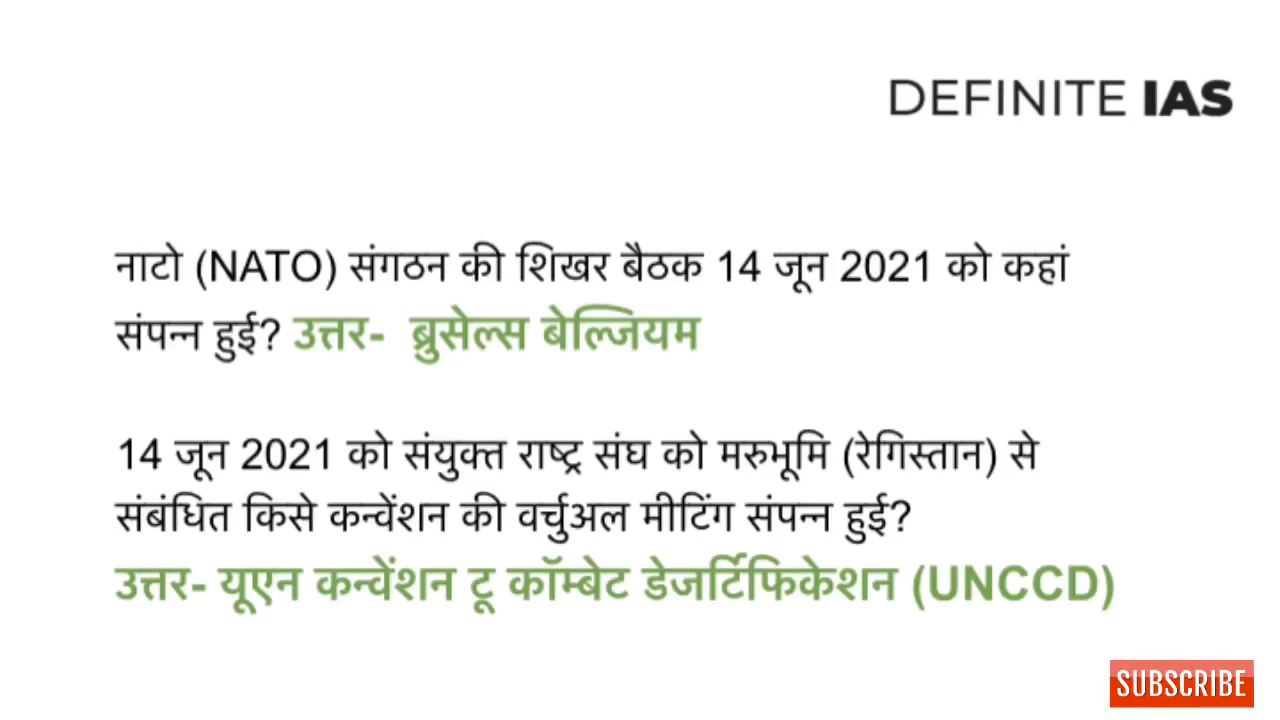 DEFINITE IAS
नाटो (NATO) संगठन की शिखर बैठक 14 जून 2021 को कहां
संपन्न हुई? उत्तर- ब्रुसेल्स बेल्जियम
14 जून 2021 को संयुक्त राष्ट्र संघ को मरुभूमि (रेगिस्तान) से
संबंधित किसे कन्वेंशन की वर्चुअल मीटिंग संपन्न हुई?
उत्तर- यूएन कन्वेंशन टू कॉम्बेट डेजर्टिफिकेशन (UNCCD)
SUBSCRIBE